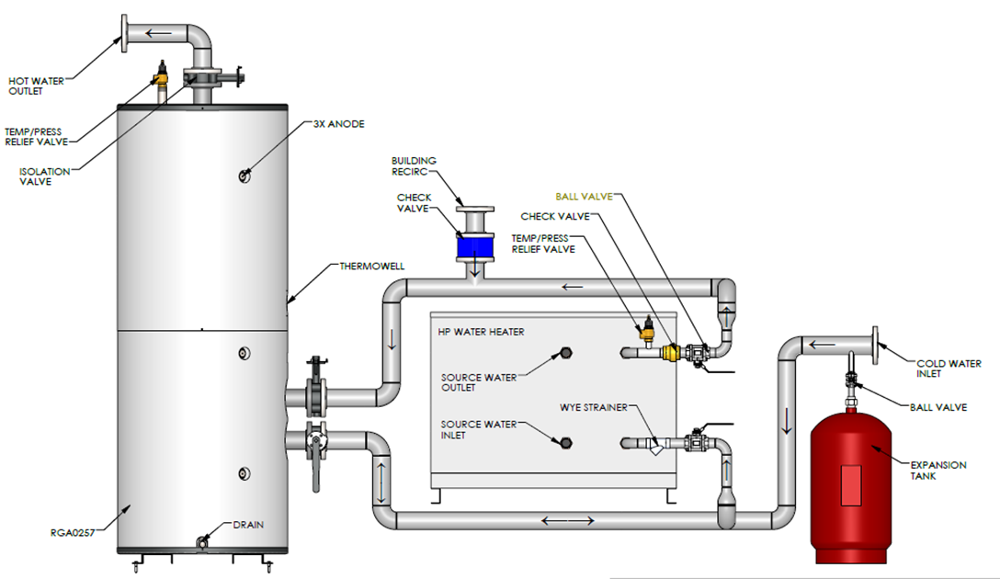 HOT WATER
OUTLET
TEMP/PRESS
RELIEF VALVE
ISOLATION
VALVE
3X ANODE
THERMOWELL
BUILDING
RECIRC
CHECK
VALVE
BALL VALVE
CHECK VALVE
TEMP/PRESS
RELIEF VALVE
HP WATER HEATER
SOURCE WATER
OUTLET
WYE STRAINER
SOURCE WATER
INLET
COLD WATER
INLET
BALL VALVE
EXPANSION
TANK
RGA0257
DRAIN